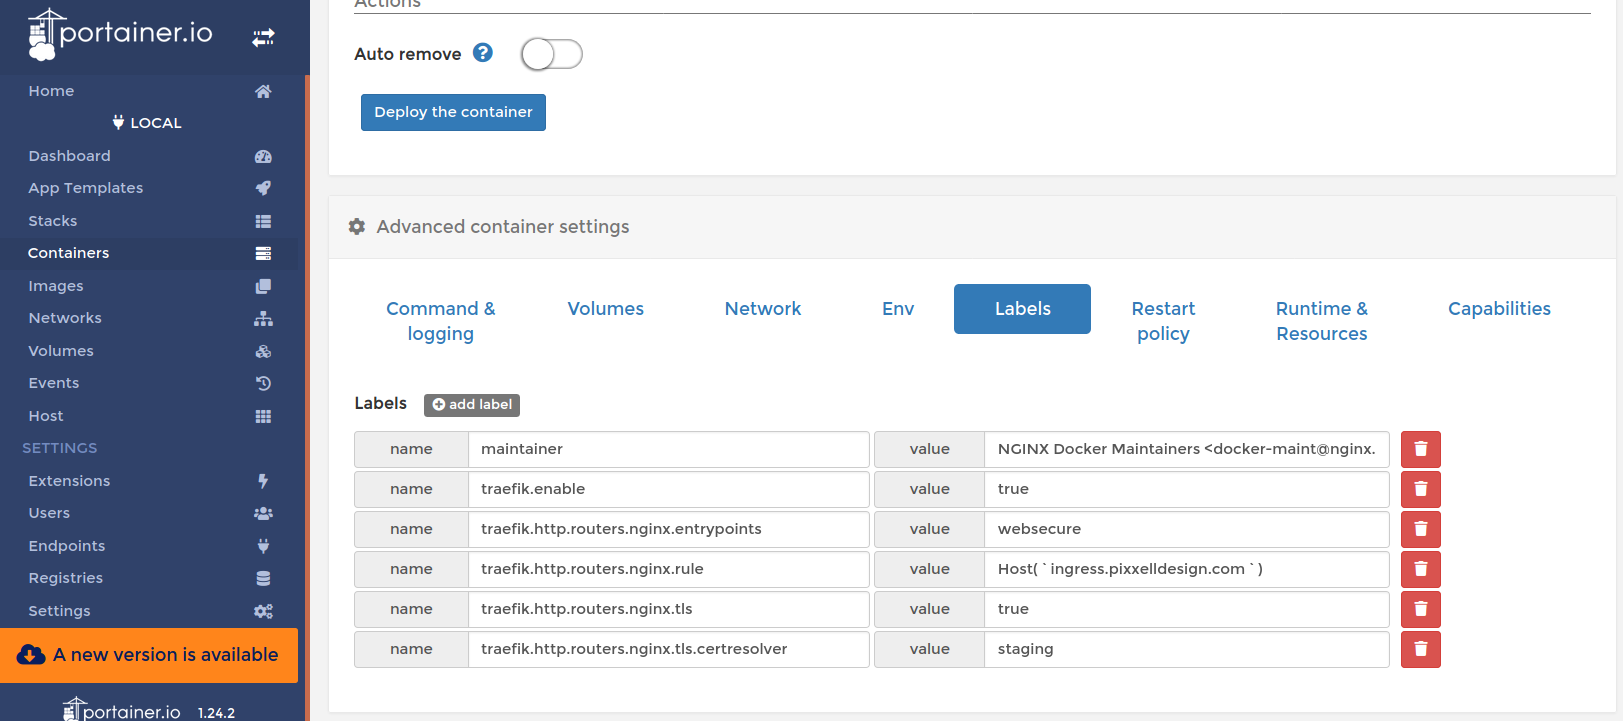 portainer.io
Home
LOCAL
Dashboard
App Templates
Stacks
Containers
Images
Networks
Volumes
Events
Host
SETTINGS
Extensions
Users
Endpoints
Registries
Settings
A new version is available
portainer.io 1.24.2
Actions
Auto remove ?
Deploy the container
Advanced container settings
Command & logging
Volumes
Network
Env
Labels
Restart policy
Runtime & Resources
Capabilities
Labels add label
name maintainer value NGINX Docker Maintainers <docker-maint@nginx.
name traefik.enable value true
name traefik.http.routers.nginx.entrypoints value websecure
name traefik.http.routers.nginx.rule value Host(`ingress.pixxelldesign.com`)
name traefik.http.routers.nginx.tls value true
name traefik.http.routers.nginx.tls.certresolver value staging